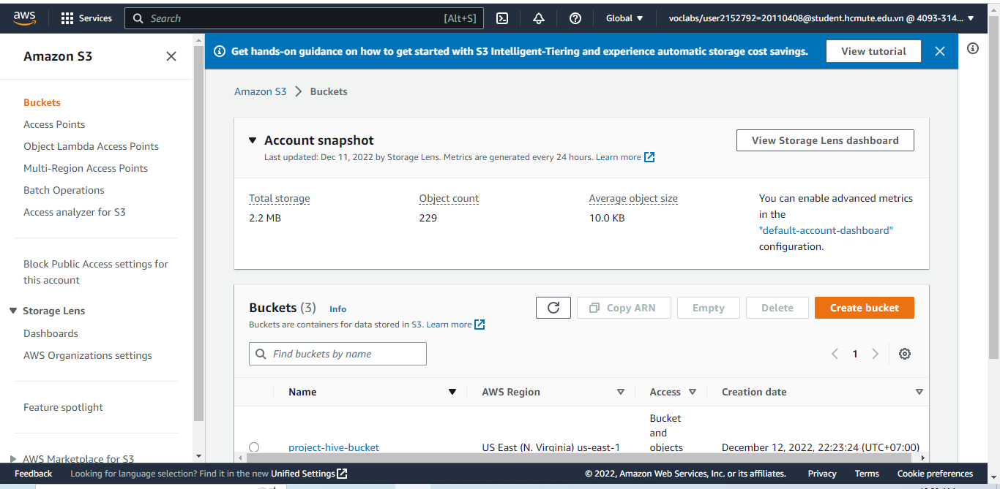 aws
Services
Search
[Alt+S]
Global
voclabs/user2152792=20110408@student.hcmute.edu.vn @ 4093-314...
Amazon S3
Buckets
Access Points
Object Lambda Access Points
Multi-Region Access Points
Batch Operations
Access analyzer for S3
Block Public Access settings for
this account
Storage Lens
Dashboards
AWS Organizations settings
Feature spotlight
AWS Marketplace for S3
Get hands-on guidance on how to get started with S3 Intelligent-Tiering and experience automatic storage cost savings.
View tutorial
Amazon S3
Buckets
Account snapshot
Last updated: Dec 11, 2022 by Storage Lens. Metrics are generated every 24 hours. Learn more
View Storage Lens dashboard
Total storage
2.2 MB
Object count
229
Average object size
10.0 KB
You can enable advanced metrics
in the
"default-account-dashboard"
configuration.
Buckets (3)
Info
Buckets are containers for data stored in S3. Learn more
Copy ARN
Empty
Delete
Create bucket
Find buckets by name
1
Name
AWS Region
Access
Creation date
project-hive-bucket
US East (N. Virginia) us-east-1
Bucket
and
objects
December 12, 2022, 22:23:24 (UTC+07:00)
Feedback
Looking for language selection? Find it in the new Unified Settings
© 2022, Amazon Web Services, Inc. or its affiliates.
Privacy
Terms
Cookie preferences